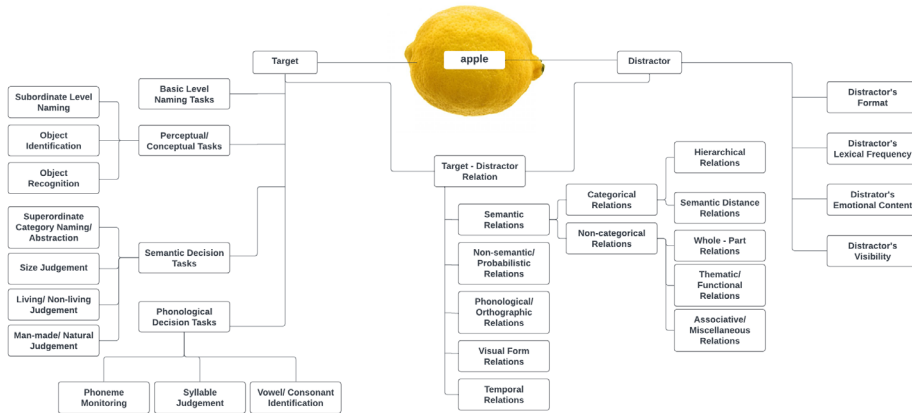 apple
Target
Distractor
Basic Level
Naming Tasks
Perceptual/
Conceptual Tasks
Subordinate Level
Naming
Object
Identification
Object
Recognition
Semantic Decision
Tasks
Superordinate
Category Naming/
Abstraction
Size Judgement
Living/ Non-living
Judgement
Man-made/ Natural
Judgement
Phonological
Decision Tasks
Phoneme
Monitoring
Syllable
Judgement
Vowel/ Consonant
Identification
Target - Distractor
Relation
Semantic
Relations
Non-semantic/
Probabilistic
Relations
Phonological/
Orthographic
Relations
Visual Form
Relations
Temporal
Relations
Categorical
Relations
Non-categorical
Relations
Hierarchical
Relations
Semantic Distance
Relations
Whole - Part
Relations
Thematic/
Functional
Relations
Associative/
Miscellaneous
Relations
Distractor's
Format
Distractor's
Lexical Frequency
Distrator's
Emotional Content
Distractor's
Visibility